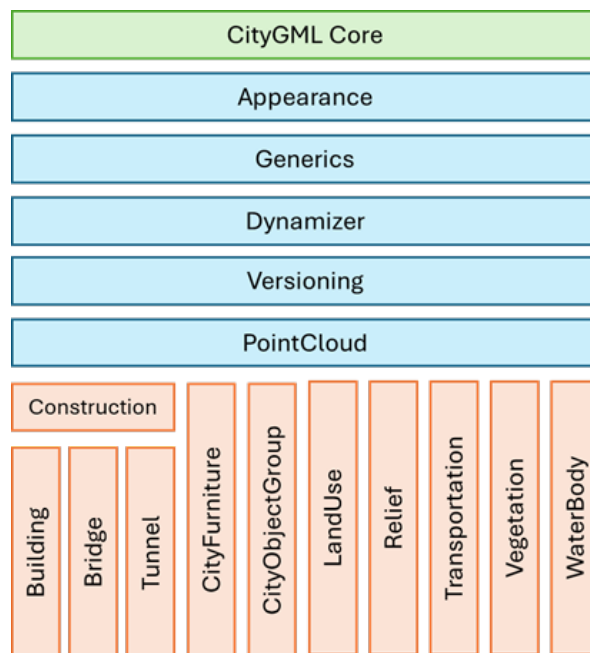 CityGML Core
Appearance
Generics
Dynamizer
Versioning
PointCloud
Construction
Building
Bridge
Tunnel
CityFurniture
CityObjectGroup
LandUse
Relief
Transportation
Vegetation
WaterBody